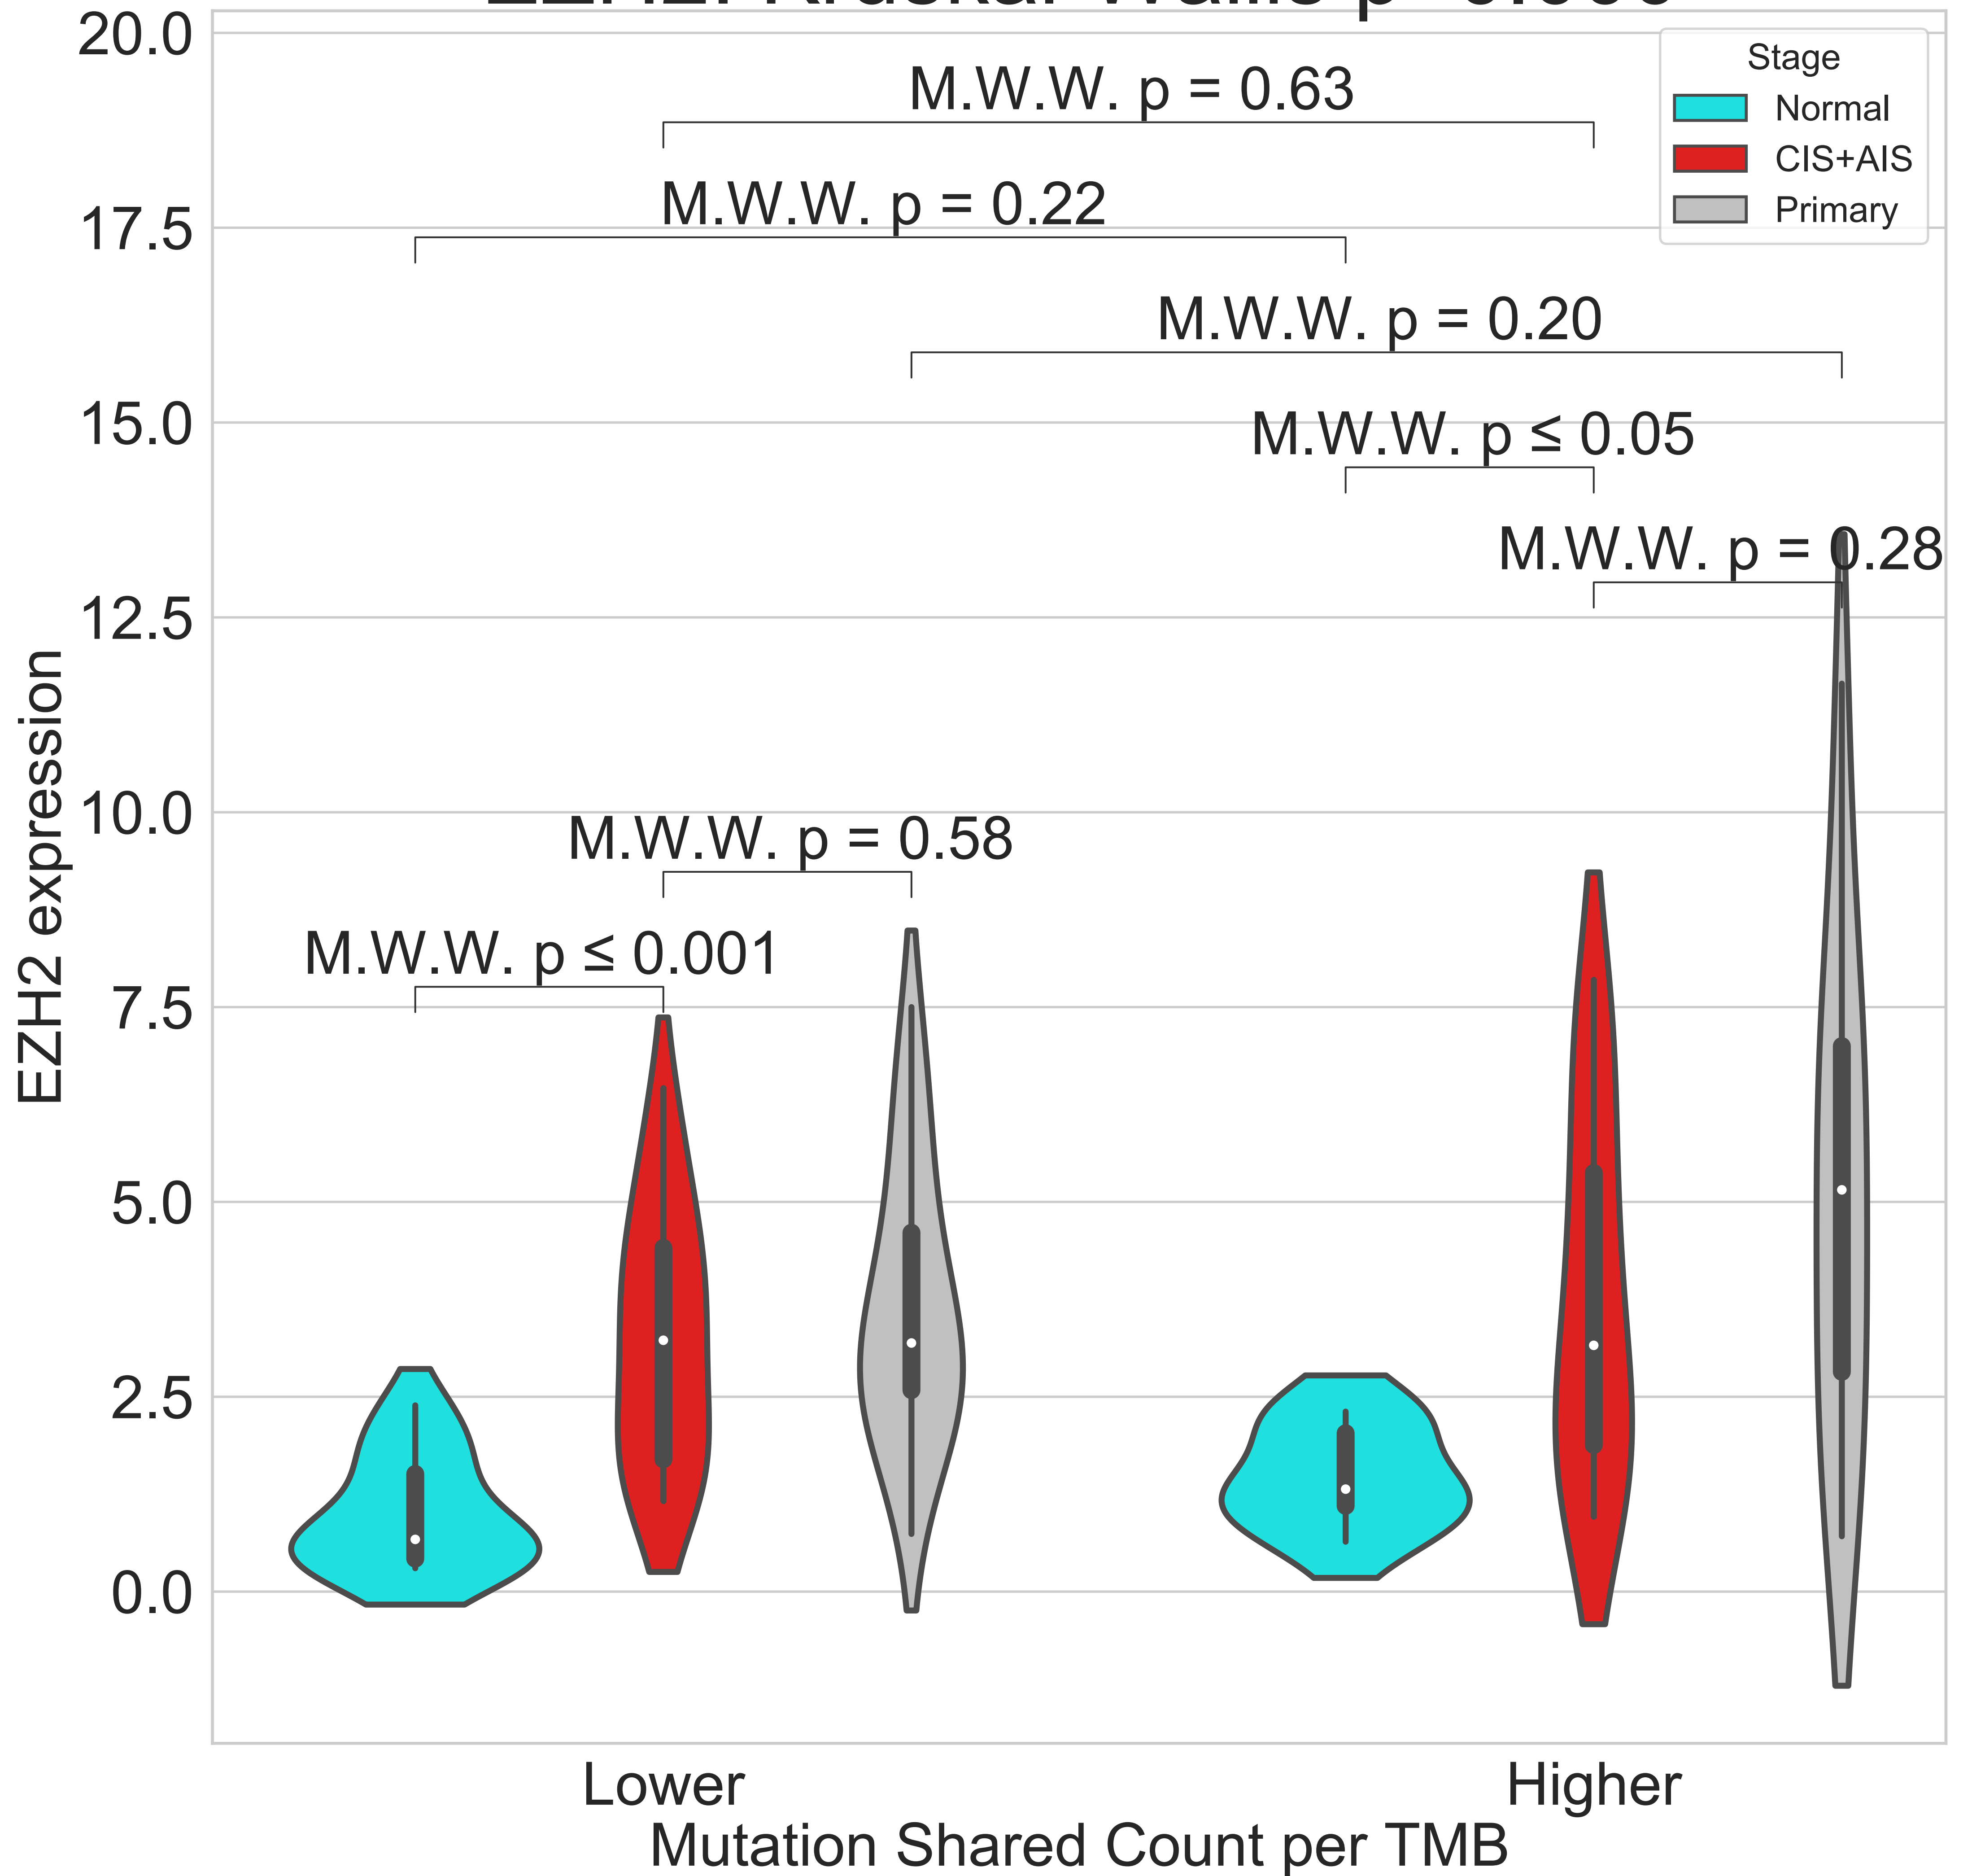 20.0
17.5
15.0
12.5
10.0
7.5
5.0
2.5
0.0
EZH2 expression
M.W.W. p = 0.63
M.W.W. p = 0.22
M.W.W. p = 0.20
M.W.W. p ≤ 0.05
M.W.W. p = 0.28
M.W.W. p = 0.58
M.W.W. p ≤ 0.001
Stage
Normal
CIS+AIS
Primary
Lower
Higher
Mutation Shared Count per TMB